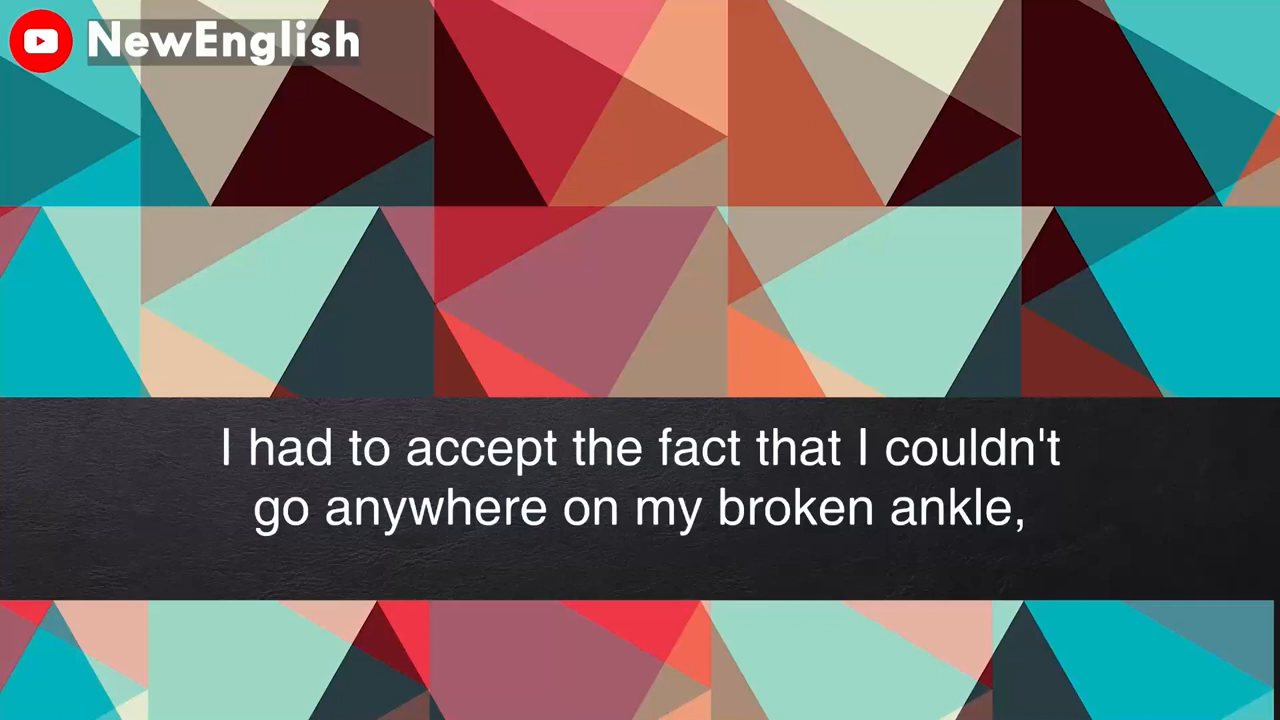 NewEnglish
I had to accept the fact that I couldn't
go anywhere on my broken ankle,